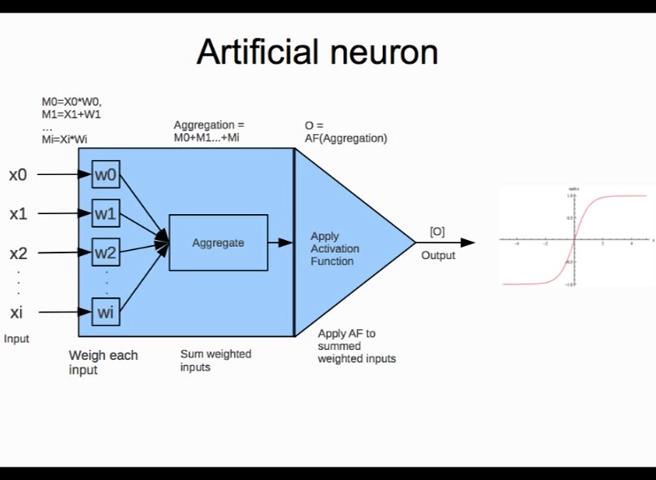 Artificial neuron
M0=X0*W0,
M1=X1+W1
...
Mi=Xi*Wi
Aggregation =
M0+M1...+Mi
O =
AF(Aggregation)
x0
w0
x1
w1
x2
w2
xi
wi
Input
Aggregate
Apply
Activation
Function
[O]
Output
Weigh each
input
Sum weighted
inputs
Apply AF to
summed
weighted inputs